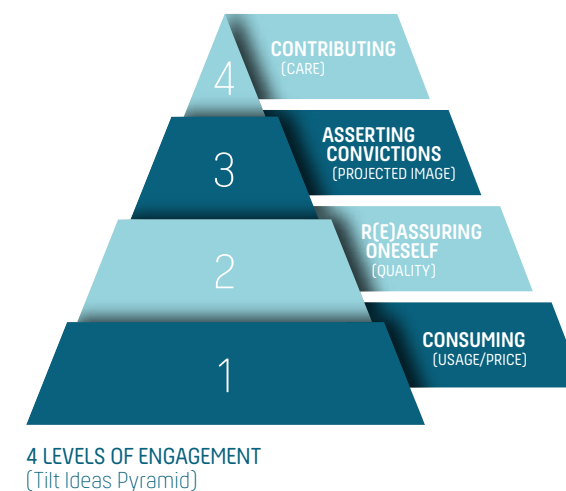 4
CONTRIBUTING
(CARE)
3
ASSERTING
CONVICTIONS
(PROJECTED IMAGE)
2
R(E)ASSURING
ONESELF
(QUALITY)
1
CONSUMING
(USAGE/PRICE)
4 LEVELS OF ENGAGEMENT
(Tilt Ideas Pyramid)